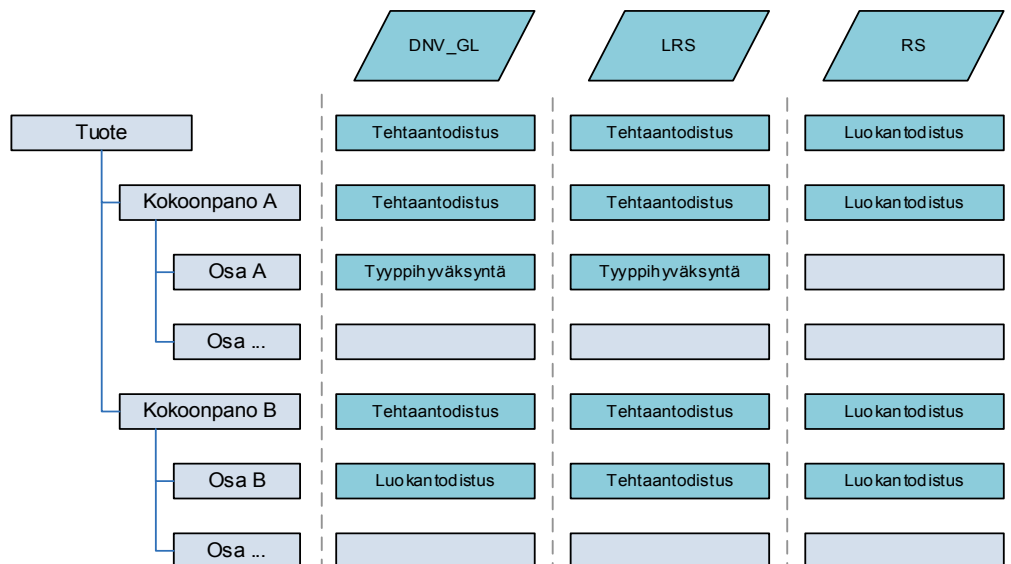 DNV_GL LRS RS
Tuote Tehtaantodistus Tehtaantodistus Luokantodistus
Kokoonpano A Tehtaantodistus Tehtaantodistus Luokantodistus
Osa A Tyyppihyväksyntä Tyyppihyväksyntä
Osa ...
Kokoonpano B Tehtaantodistus Tehtaantodistus Luokantodistus
Osa B Luokantodistus Tehtaantodistus Luokantodistus
Osa ...